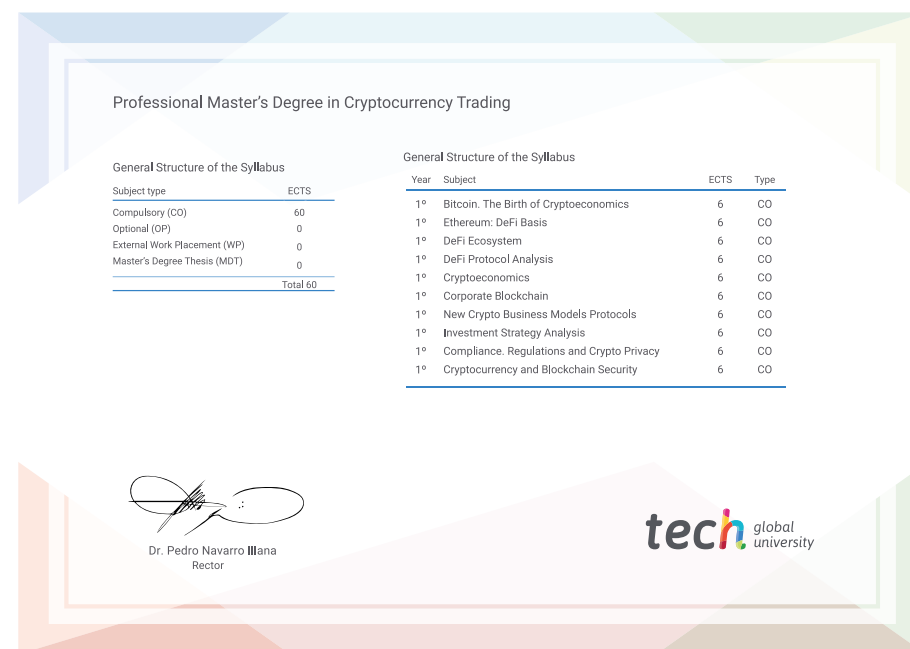 Professional Master's Degree in Cryptocurrency Trading
General Structure of the Syllabus
Subject type ECTS
Compulsory (CO) 60
Optional (OP) 0
External Work Placement (WP) 0
Master's Degree Thesis (MDT) 0
Total 60
General Structure of the Syllabus
Year Subject ECTS Type
1º Bitcoin. The Birth of Cryptoeconomics 6 CO
1º Ethereum: DeFi Basis 6 CO
1º DeFi Ecosystem 6 CO
1º DeFi Protocol Analysis 6 CO
1º Cryptoeconomics 6 CO
1º Corporate Blockchain 6 CO
1º New Crypto Business Models Protocols 6 CO
1º Investment Strategy Analysis 6 CO
1º Compliance. Regulations and Crypto Privacy 6 CO
1º Cryptocurrency and Blockchain Security 6 CO
Dr. Pedro Navarro Illana
Rector
tech global
university